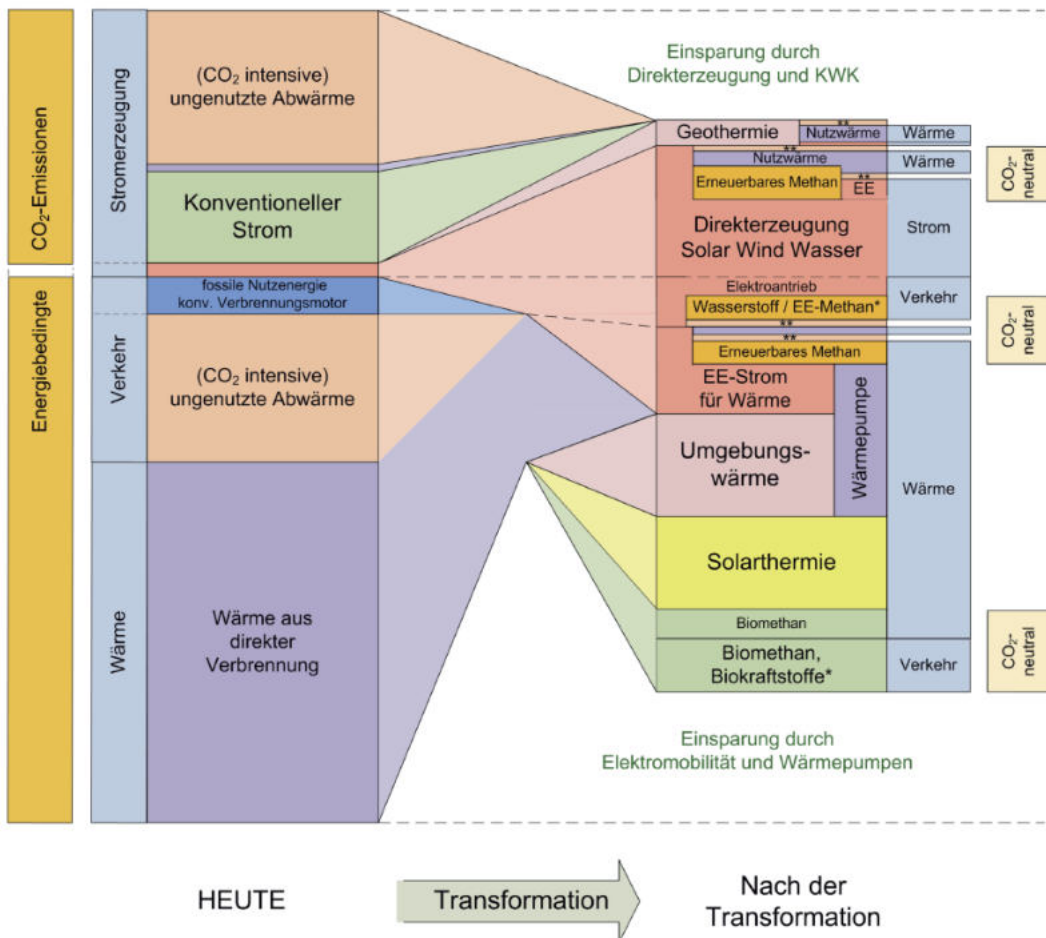 Energiebedingte
CO₂-Emissionen
Stromerzeugung
Verkehr
Wärme
(CO₂ intensive)
ungenutzte Abwärme
Konventioneller
Strom
fossile Nutzenergie
konv. Verbrennungsmotor
(CO₂ intensive)
ungenutzte Abwärme
Wärme aus
direkter
Verbrennung
Einsparung durch
Direkterzeugung und KWK
Geothermie
**
Nutzwärme
Wärme
**
Nutzwärme
Wärme
Erneuerbares Methan
**
EE
Direkterzeugung
Solar Wind Wasser
Strom
Elektroantrieb
Wasserstoff / EE-Methan*
Verkehr
**
**
Erneuerbares Methan
EE-Strom
für Wärme
Umgebungs-
wärme
Wärmepumpe
Wärme
Solarthermie
Biomethan
Biomethan,
Biokraftstoffe*
Verkehr
CO₂-
neutral
CO₂-
neutral
CO₂-
neutral
Einsparung durch
Elektromobilität und Wärmepumpen
HEUTE
Transformation
Nach der
Transformation